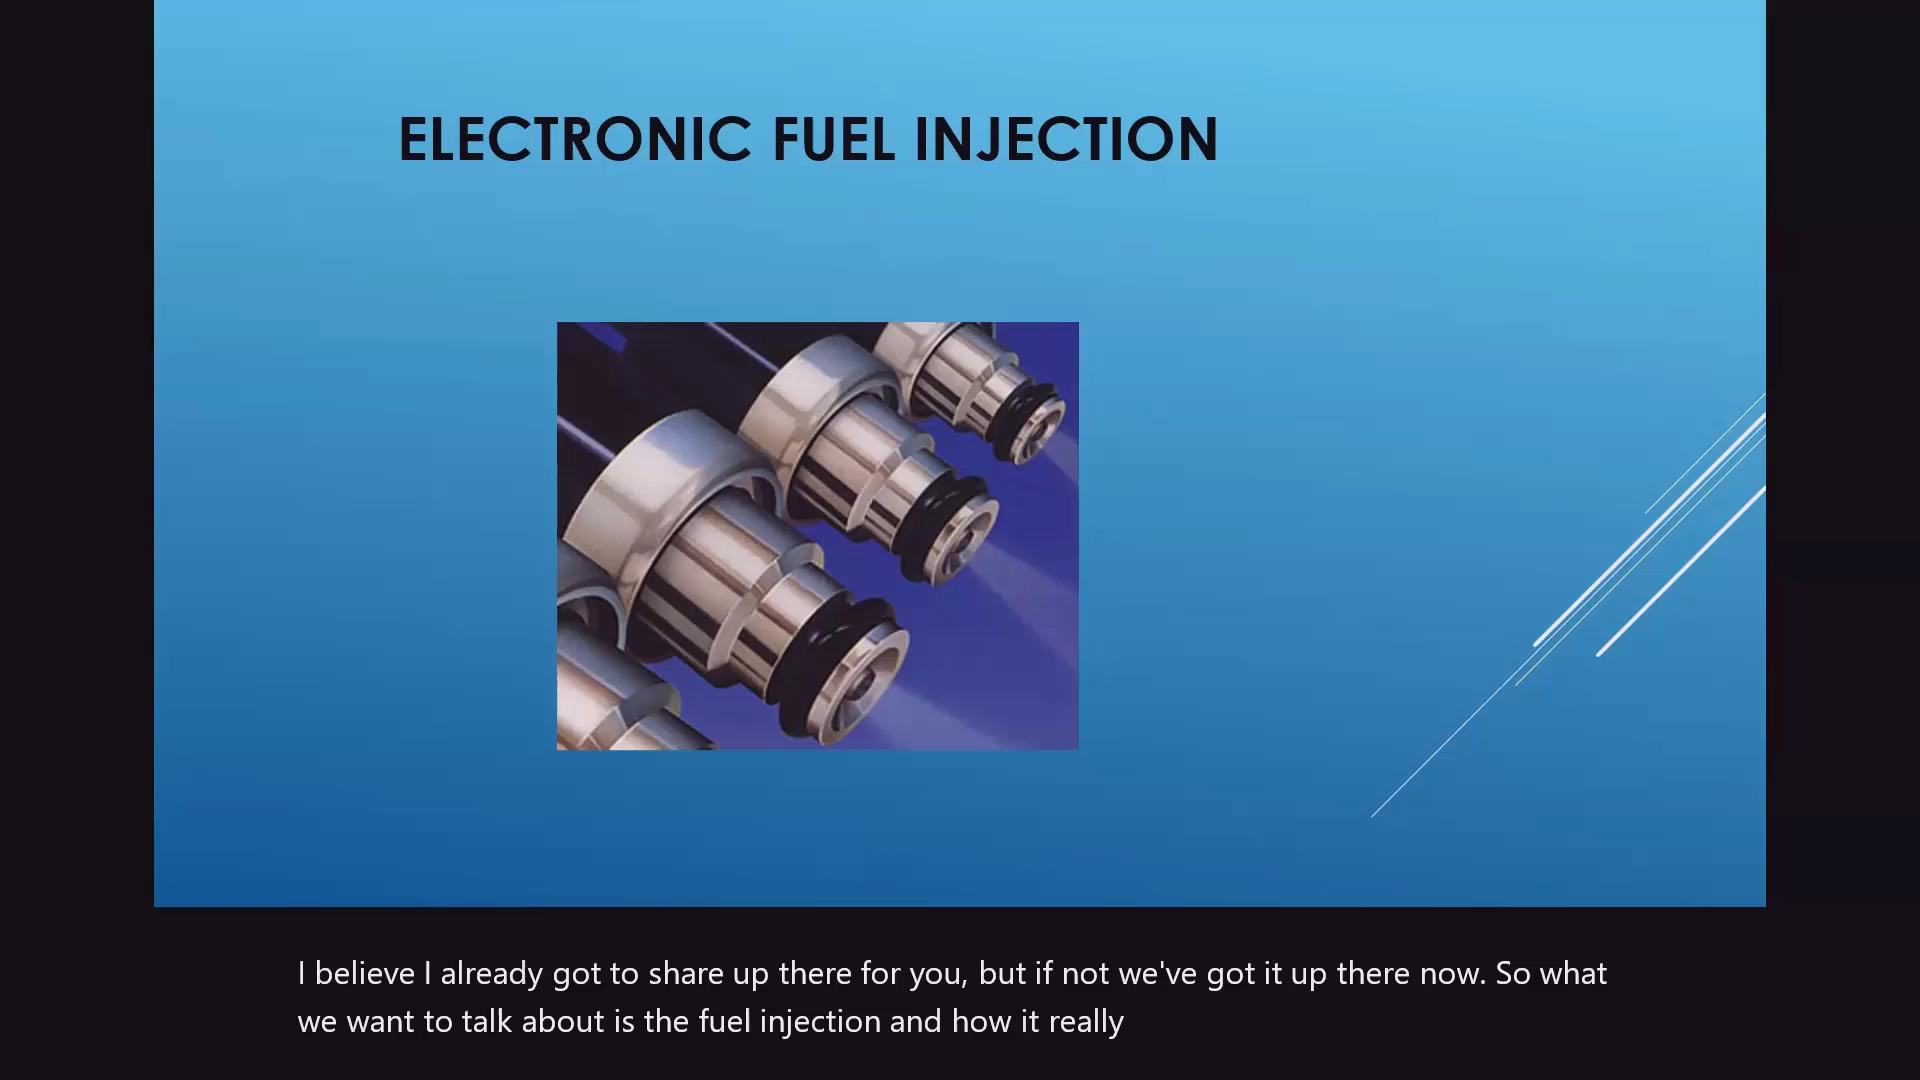 ELECTRONIC FUEL INJECTION
I believe I already got to share up there for you, but if not we've got it up there now. So what
we want to talk about is the fuel injection and how it really